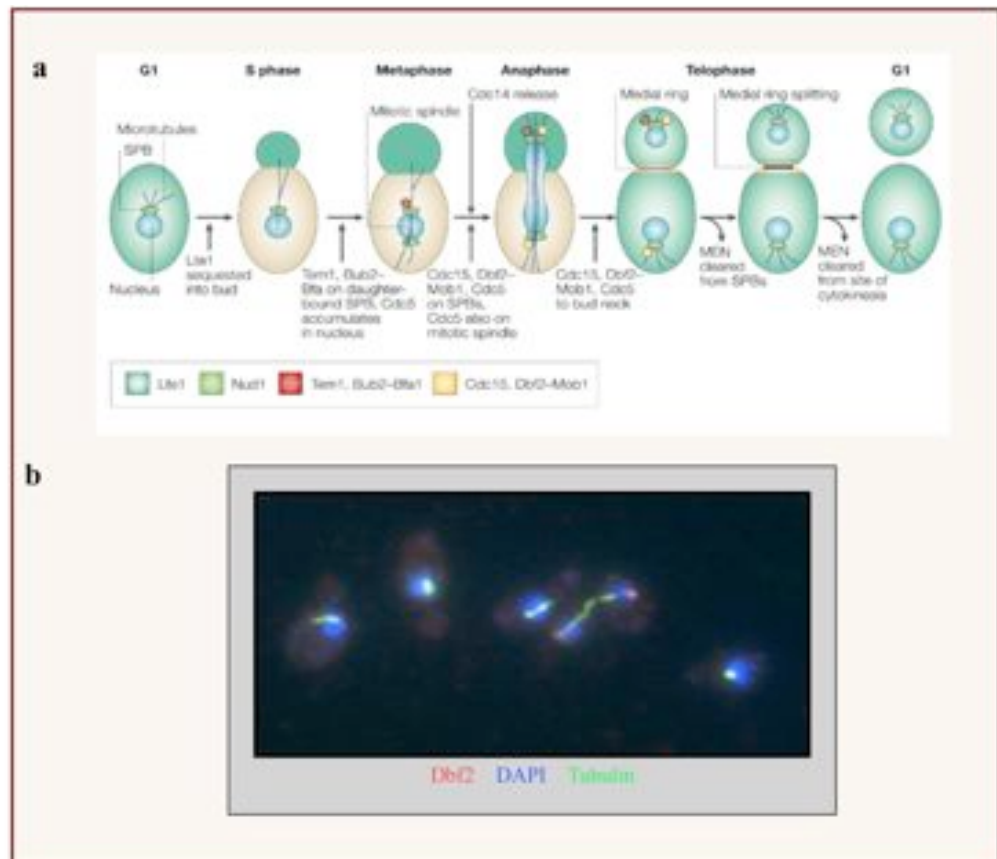 a
G1 S phase Metaphase Anaphase Telophase G1
Cdc14 release Medial ring Medial ring splitting
Mitotic spindle
Microtubules
SPB
Nucleus
Lte1
sequested
into bud
Tem1, Bub2–
Bfa on daughter-
bound SPB, Cdc5
accumulates
in nucleus
Cdc15, Dbf2–
Mob1, Cdc5
on SPBs,
Cdc5 also on
mitotic spindle
Cdc15, Dbf2–
Mob1, Cdc5
to bud neck
MEN
cleared
from SPBs
MEN
cleared
from site of
cytokinesis
Lte1 Nud1 Tem1, Bub2–Bfa1 Cdc15, Dbf2–Mob1
b
Dbf2 DAPI Tubulin